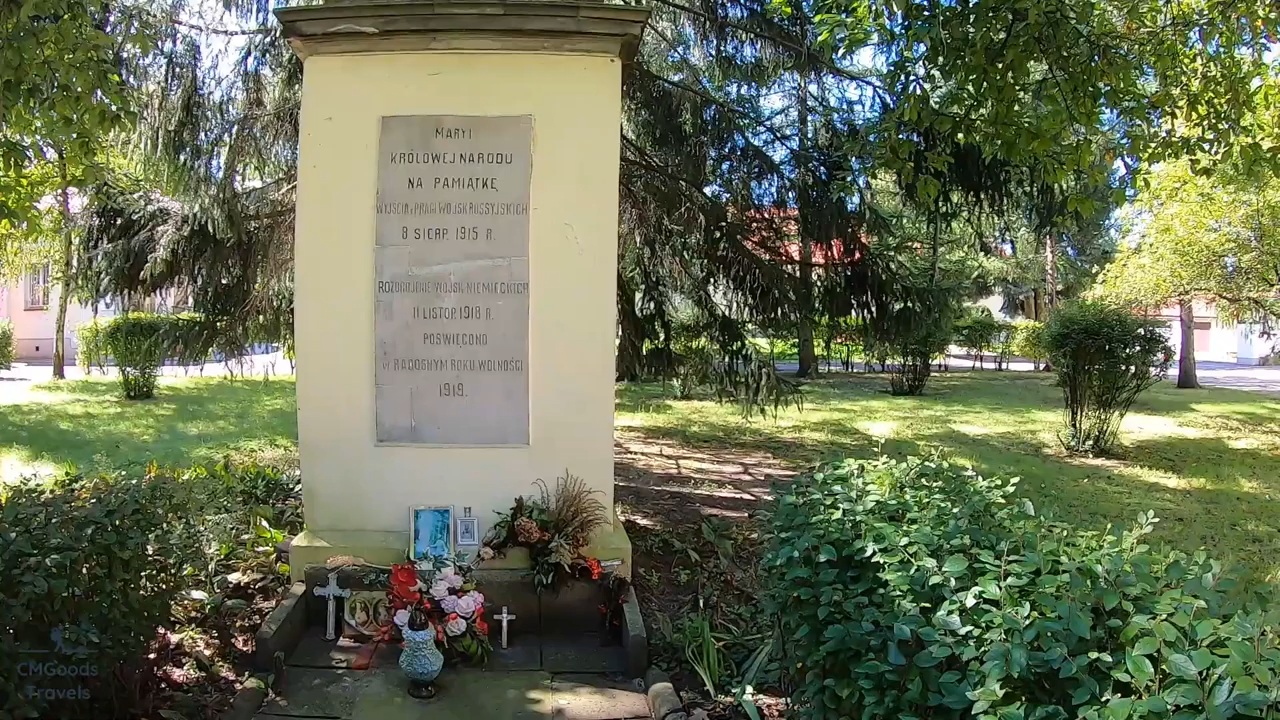 MARYI
KRÓLOWEJ NARODU
NA PAMIĄTKĘ
WYJŚCIA z PRAGI WOJSK ROSSYJSKICH
8 SIERP. 1915 R.
ROZBROJENIE WOJSK NIEMIECKICH
11 LISTOP. 1918 R.
POŚWIĘCONO
W RADOSNYM ROKU WOLNOŚCI
1919.
CMGoods
Travels